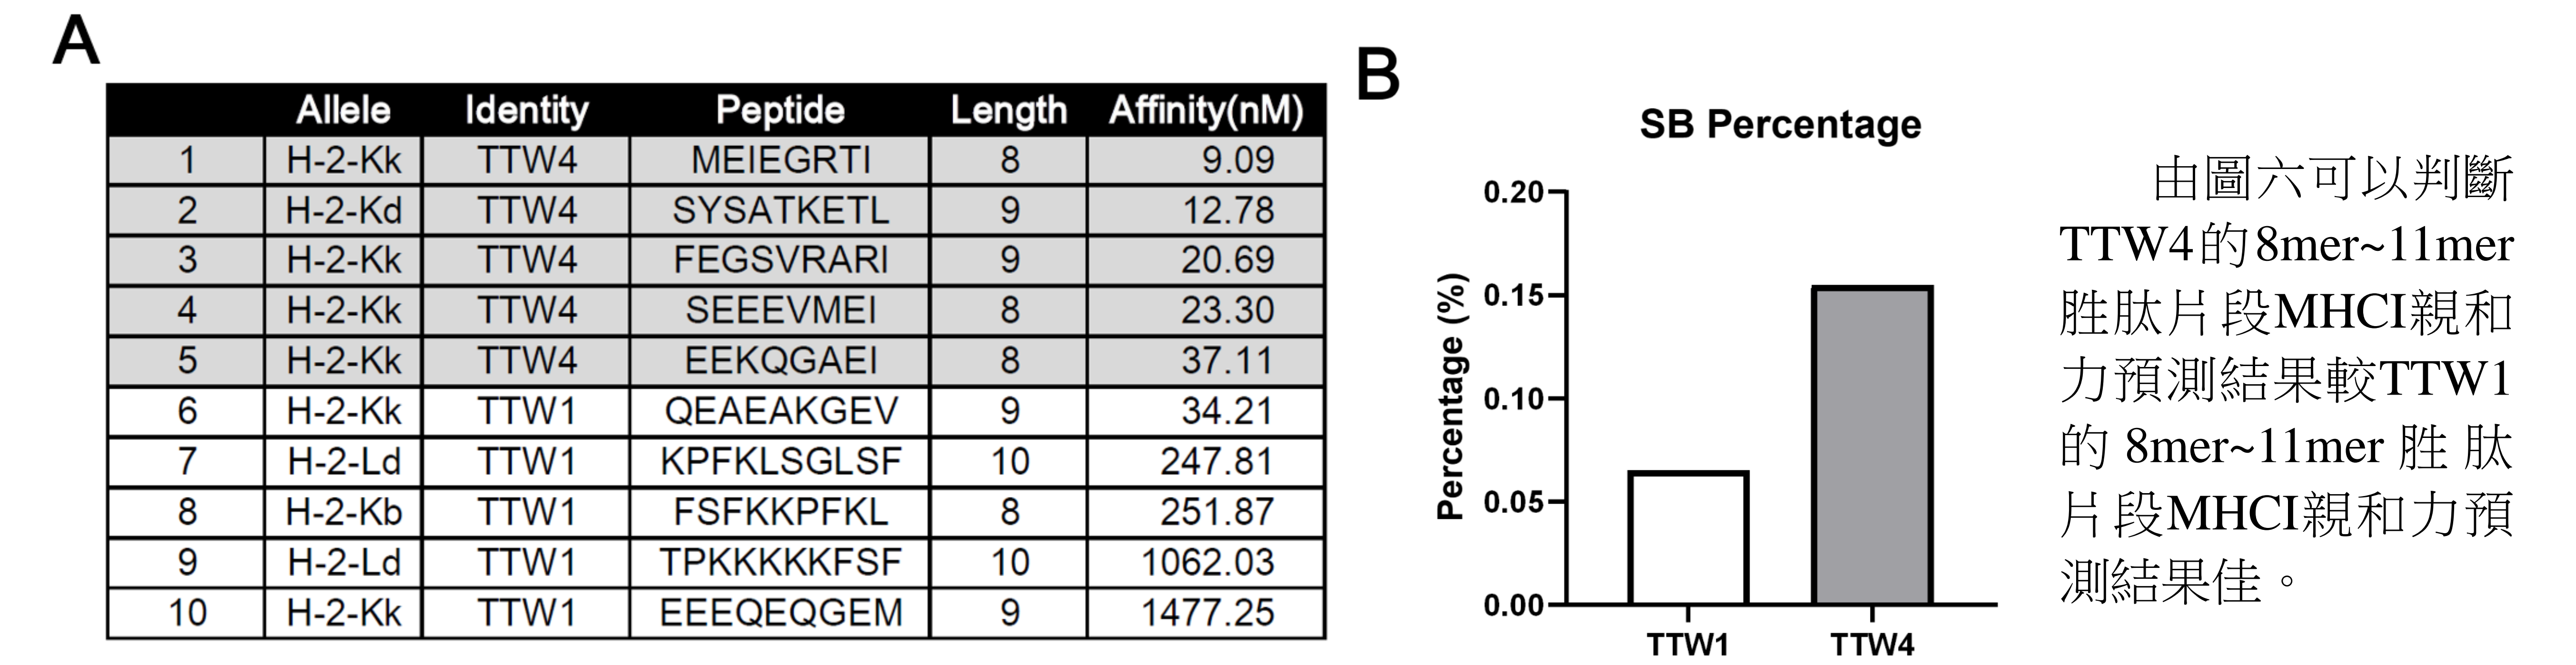 A
Allele Identity Peptide Length Affinity(nM)
1 H-2-Kk TTW4 MEIEGRTI 8 9.09
2 H-2-Kd TTW4 SYSATKETL 9 12.78
3 H-2-Kk TTW4 FEGSVRARI 9 20.69
4 H-2-Kk TTW4 SEEEVMEI 8 23.30
5 H-2-Kk TTW4 EEKQGAEI 8 37.11
6 H-2-Kk TTW1 QEAEAKGEV 9 34.21
7 H-2-Ld TTW1 KPFKLSGLSF 10 247.81
8 H-2-Kb TTW1 FSFKKPFKL 8 251.87
9 H-2-Ld TTW1 TPKKKKKFSF 10 1062.03
10 H-2-Kk TTW1 EEEQEQGEM 9 1477.25
B
SB Percentage
Percentage (%)
0.20
0.15
0.10
0.05
0.00
TTW1 TTW4
由圖六可以判斷
TTW4的8mer~11mer
胜肽片段MHCI親和
力預測結果較TTW1
的 8mer~11mer 胜肽
片段MHCI親和力預
測結果佳。